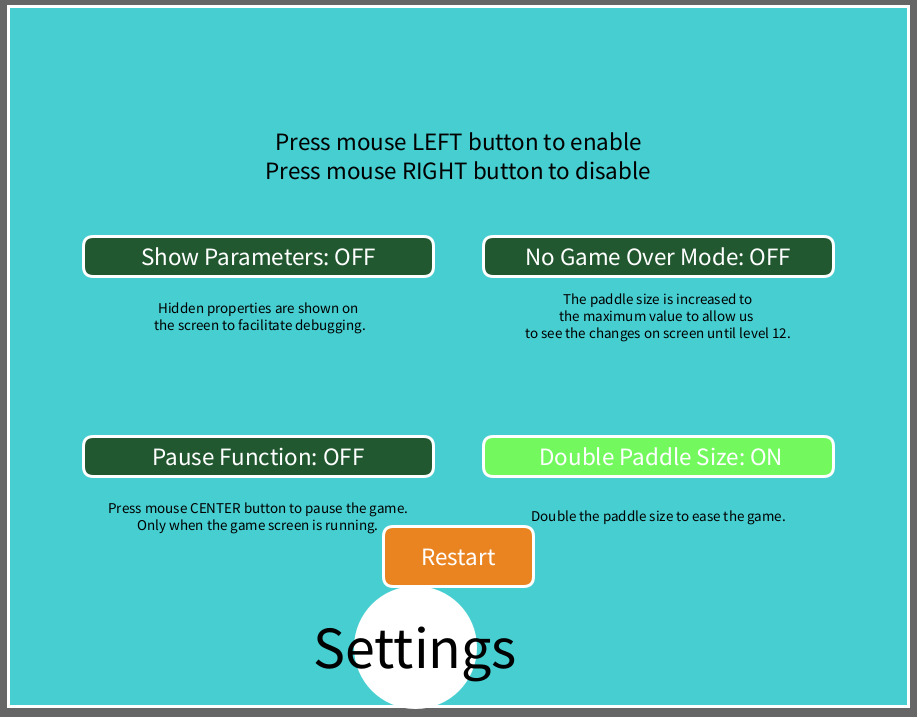 Press mouse LEFT button to enable
Press mouse RIGHT button to disable
Show Parameters: OFF
Hidden properties are shown on
the screen to facilitate debugging.
No Game Over Mode: OFF
The paddle size is increased to
the maximum value to allow us
to see the changes on screen until level 12.
Pause Function: OFF
Press mouse CENTER button to pause the game.
Only when the game screen is running.
Double Paddle Size: ON
Double the paddle size to ease the game.
Restart
Settings